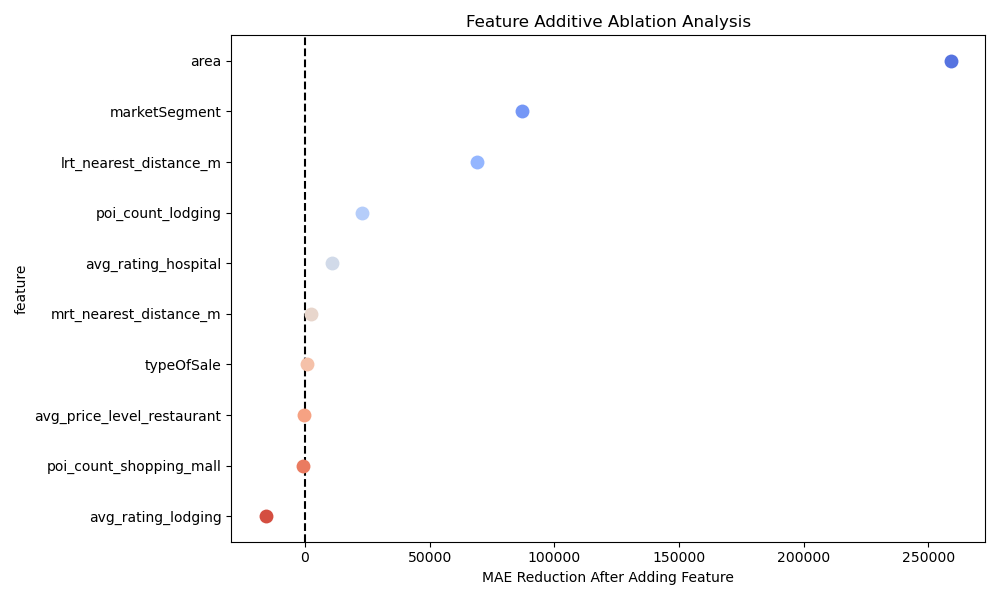 Feature Additive Ablation Analysis
area
marketSegment
lrt_nearest_distance_m
poi_count_lodging
avg_rating_hospital
mrt_nearest_distance_m
typeOfSale
avg_price_level_restaurant
poi_count_shopping_mall
avg_rating_lodging
feature
0 50000 100000 150000 200000 250000
MAE Reduction After Adding Feature